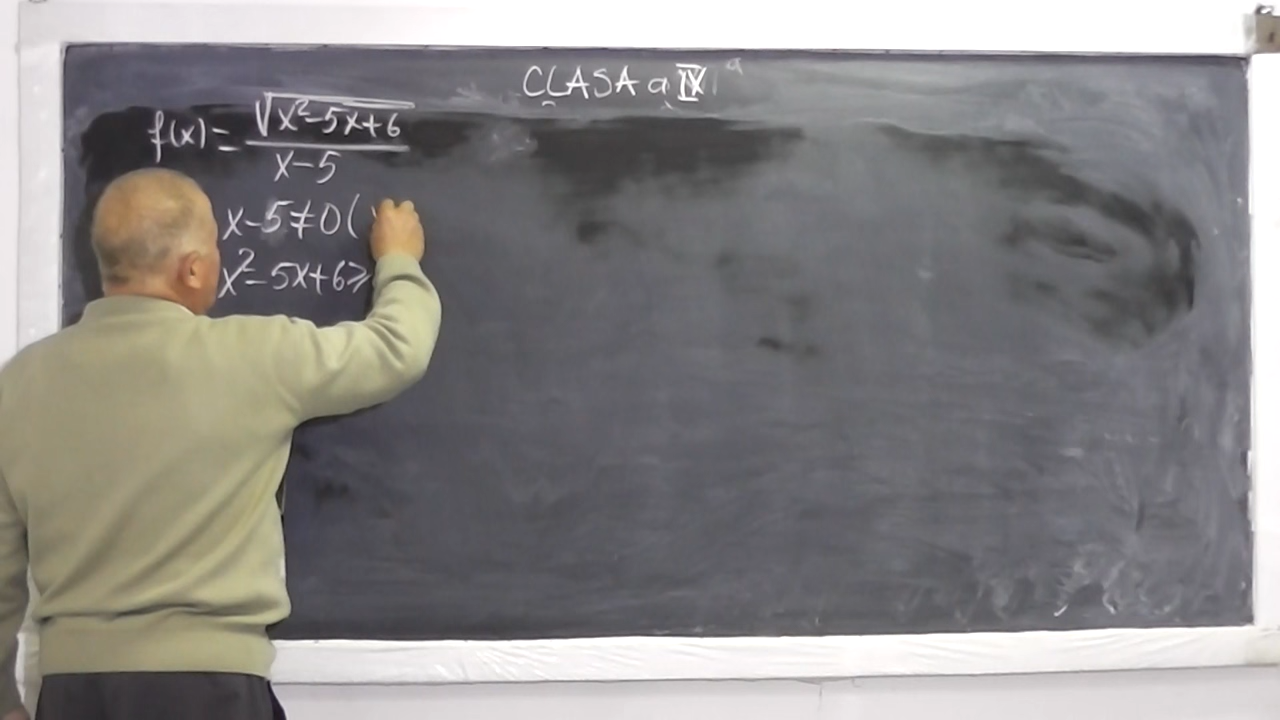 CLASA a IX a
f(x) = √x²-5x+6 / x-5
x-5≠0 (
x²-5x+6≥